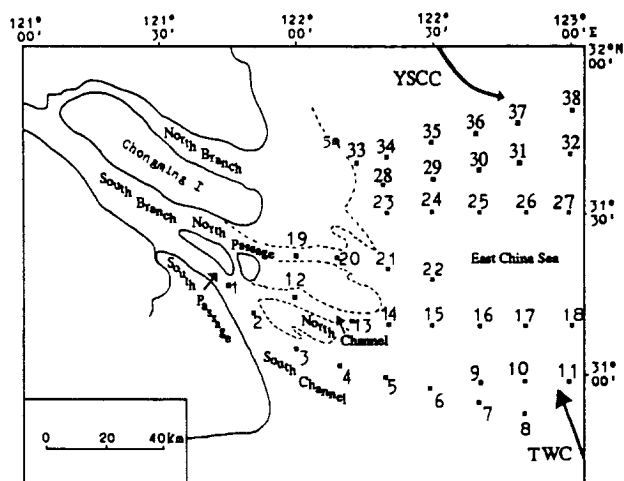 121° 121° 122° 122° 123°
00' 30' 00' 30' 00' E
32° N
00'
YSCC
38
37
36
35
5
33 34 32
31
30
29
28
North Branch
Chongming I
South Branch
23 24 25 26 27
31°
30'
North Passage
19
20 21
22
East China Sea
South Passage
1
12
2
North Channel
13 14 15 16 17 18
3
South Channel
4
5
6
9 10 11
7
8
31°
00'
0 20 40 km
TWC